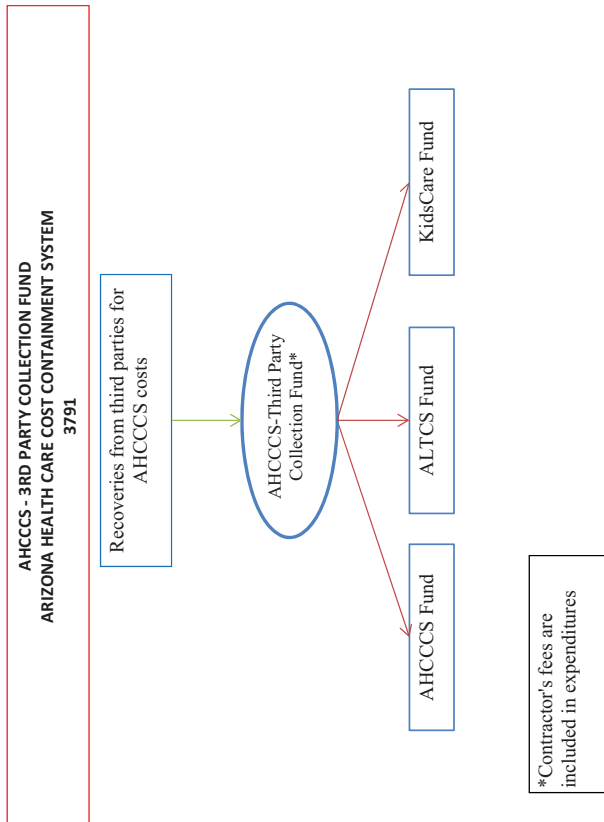 AHCCCS - 3RD PARTY COLLECTION FUND
ARIZONA HEALTH CARE COST CONTAINMENT SYSTEM
3791
Recoveries from third parties for
AHCCCS costs
AHCCCS-Third Party
Collection Fund*
AHCCCS Fund
ALTCS Fund
KidsCare Fund
*Contractor's fees are
included in expenditures